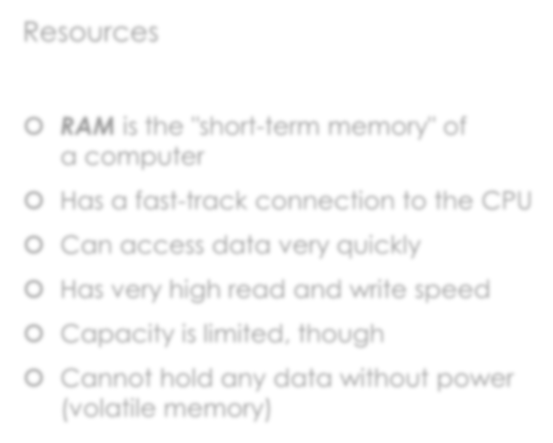 Resources
RAM is the "short-term memory" of
a computer
Has a fast-track connection to the CPU
Can access data very quickly
Has very high read and write speed
Capacity is limited, though
Cannot hold any data without power
(volatile memory)